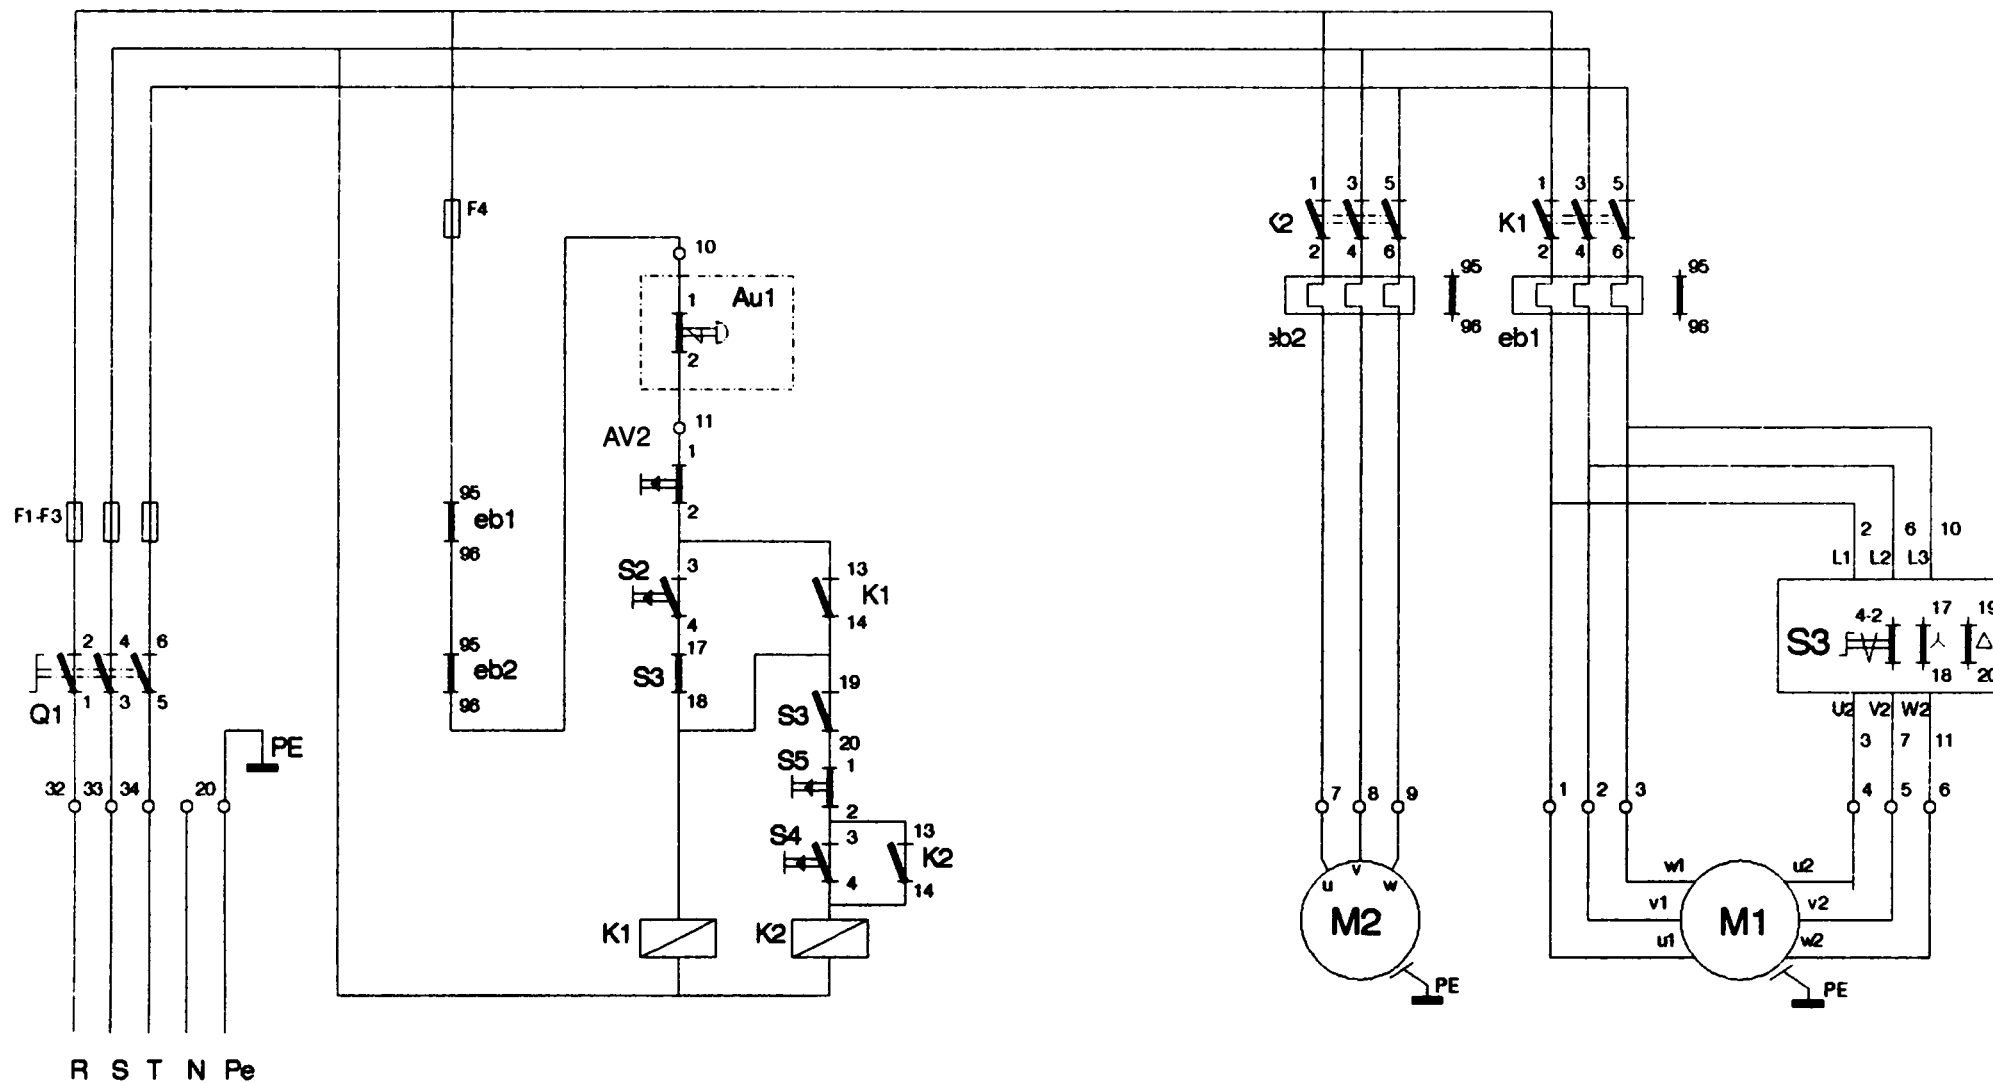 F4
10
1
Au1
2
11
AV2
1
2
F1-F3
95
eb1
96
95
eb2
96
S2
3
4
13
K1
14
17
S3
18
19
S3
20
S5
1
2
S4
3
4
13
K2
14
K1
K2
2
4
6
1
3
5
Q1
PE
32
33
34
20
R S T N Pe
1
3
5
K2
2
4
6
95
96
eb2
1
3
5
K1
2
4
6
95
96
eb1
2
6
10
L1
L2
L3
S3
4-2
17
19
18
20
U2
V2
W2
3
7
11
7
8
9
1
2
3
4
5
6
u
v
w
M2
PE
w1
v1
u1
M1
u2
v2
w2
PE